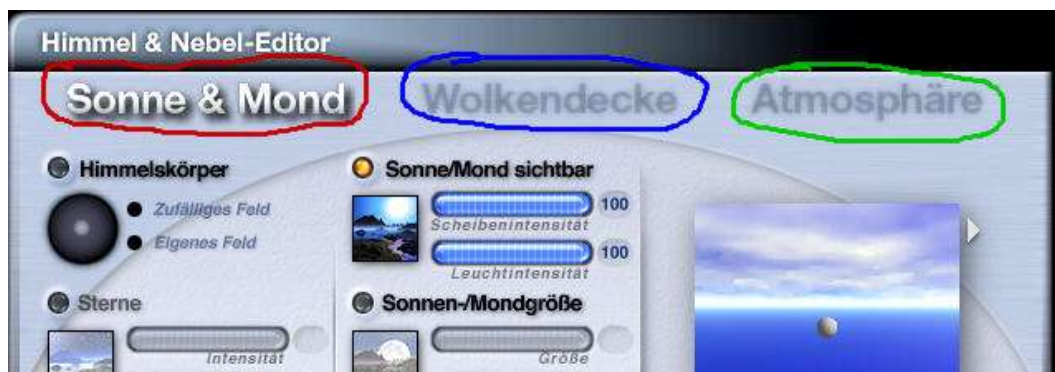 Himmel & Nebel-Editor
Sonne & Mond Wolkendecke Atmosphäre
Himmelskörper
Zufälliges Feld
Eigenes Feld
Sterne
Intensität
Sonne/Mond sichtbar
100
Scheibenintensität
100
Leuchtintensität
Sonnen-/Mondgröße
Größe